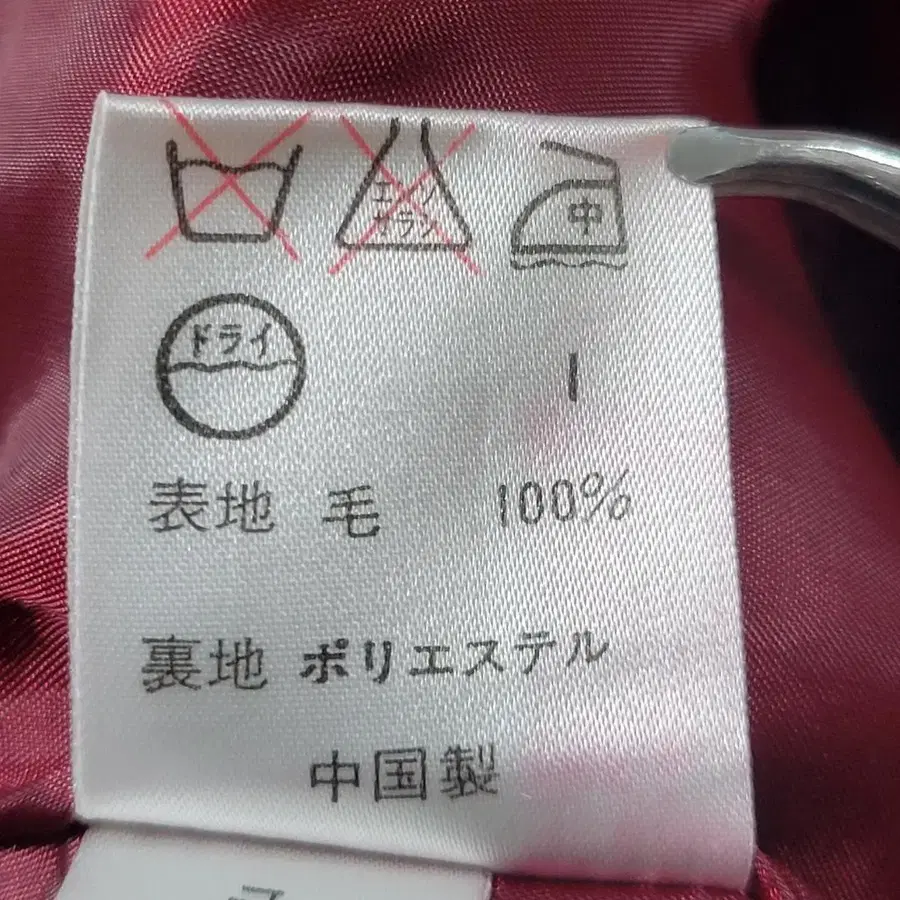 エンソ
サラシ
中
ドライ
I
表地 毛 100%
裏地 ポリエステル
中国製